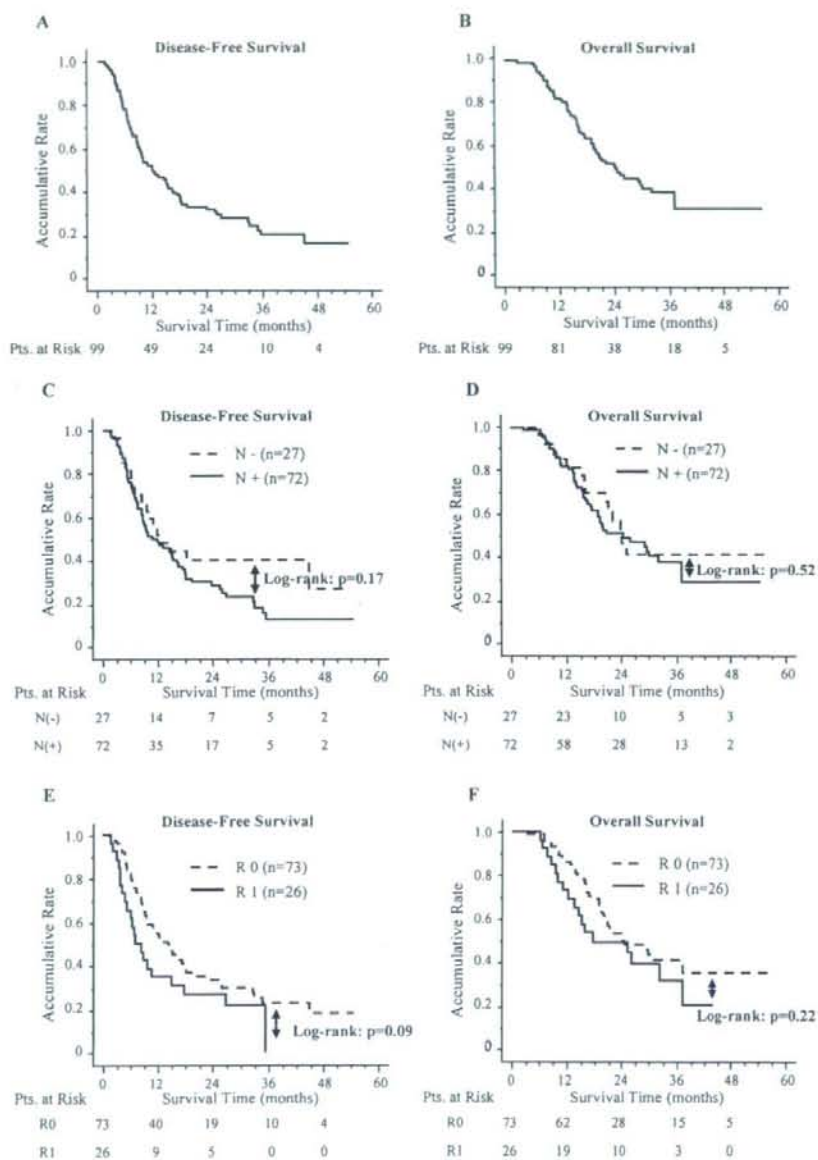 A
Disease-Free Survival
1.0
0.8
0.6
0.4
0.2
0
Accumulative Rate
0 12 24 36 48 60
Survival Time (months)
Pts. at Risk 99 49 24 10 4
B
Overall Survival
1.0
0.8
0.6
0.4
0.2
0
Accumulative Rate
0 12 24 36 48 60
Survival Time (months)
Pts. at Risk 99 81 38 18 5
C
Disease-Free Survival
1.0
0.8
0.6
0.4
0.2
0
Accumulative Rate
N - (n=27)
N + (n=72)
Log-rank: p=0.17
0 12 24 36 48 60
Pts. at Risk Survival Time (months)
N(-) 27 14 7 5 2
N(+) 72 35 17 5 2
D
Overall Survival
1.0
0.8
0.6
0.4
0.2
0
Accumulative Rate
N - (n=27)
N + (n=72)
Log-rank: p=0.52
0 12 24 36 48 60
Pts. at Risk Survival Time (months)
N(-) 27 23 10 5 3
N(+) 72 58 28 13 2
E
Disease-Free Survival
1.0
0.8
0.6
0.4
0.2
0
Accumulative Rate
R 0 (n=73)
R 1 (n=26)
Log-rank: p=0.09
0 12 24 36 48 60
Pts. at Risk Survival Time (months)
R0 73 40 19 10 4
R1 26 9 5 0 0
F
Overall Survival
1.0
0.8
0.6
0.4
0.2
0
Accumulative Rate
R 0 (n=73)
R 1 (n=26)
Log-rank: p=0.22
0 12 24 36 48 60
Pts. at Risk Survival Time (months)
R0 73 62 28 15 5
R1 26 19 10 3 0